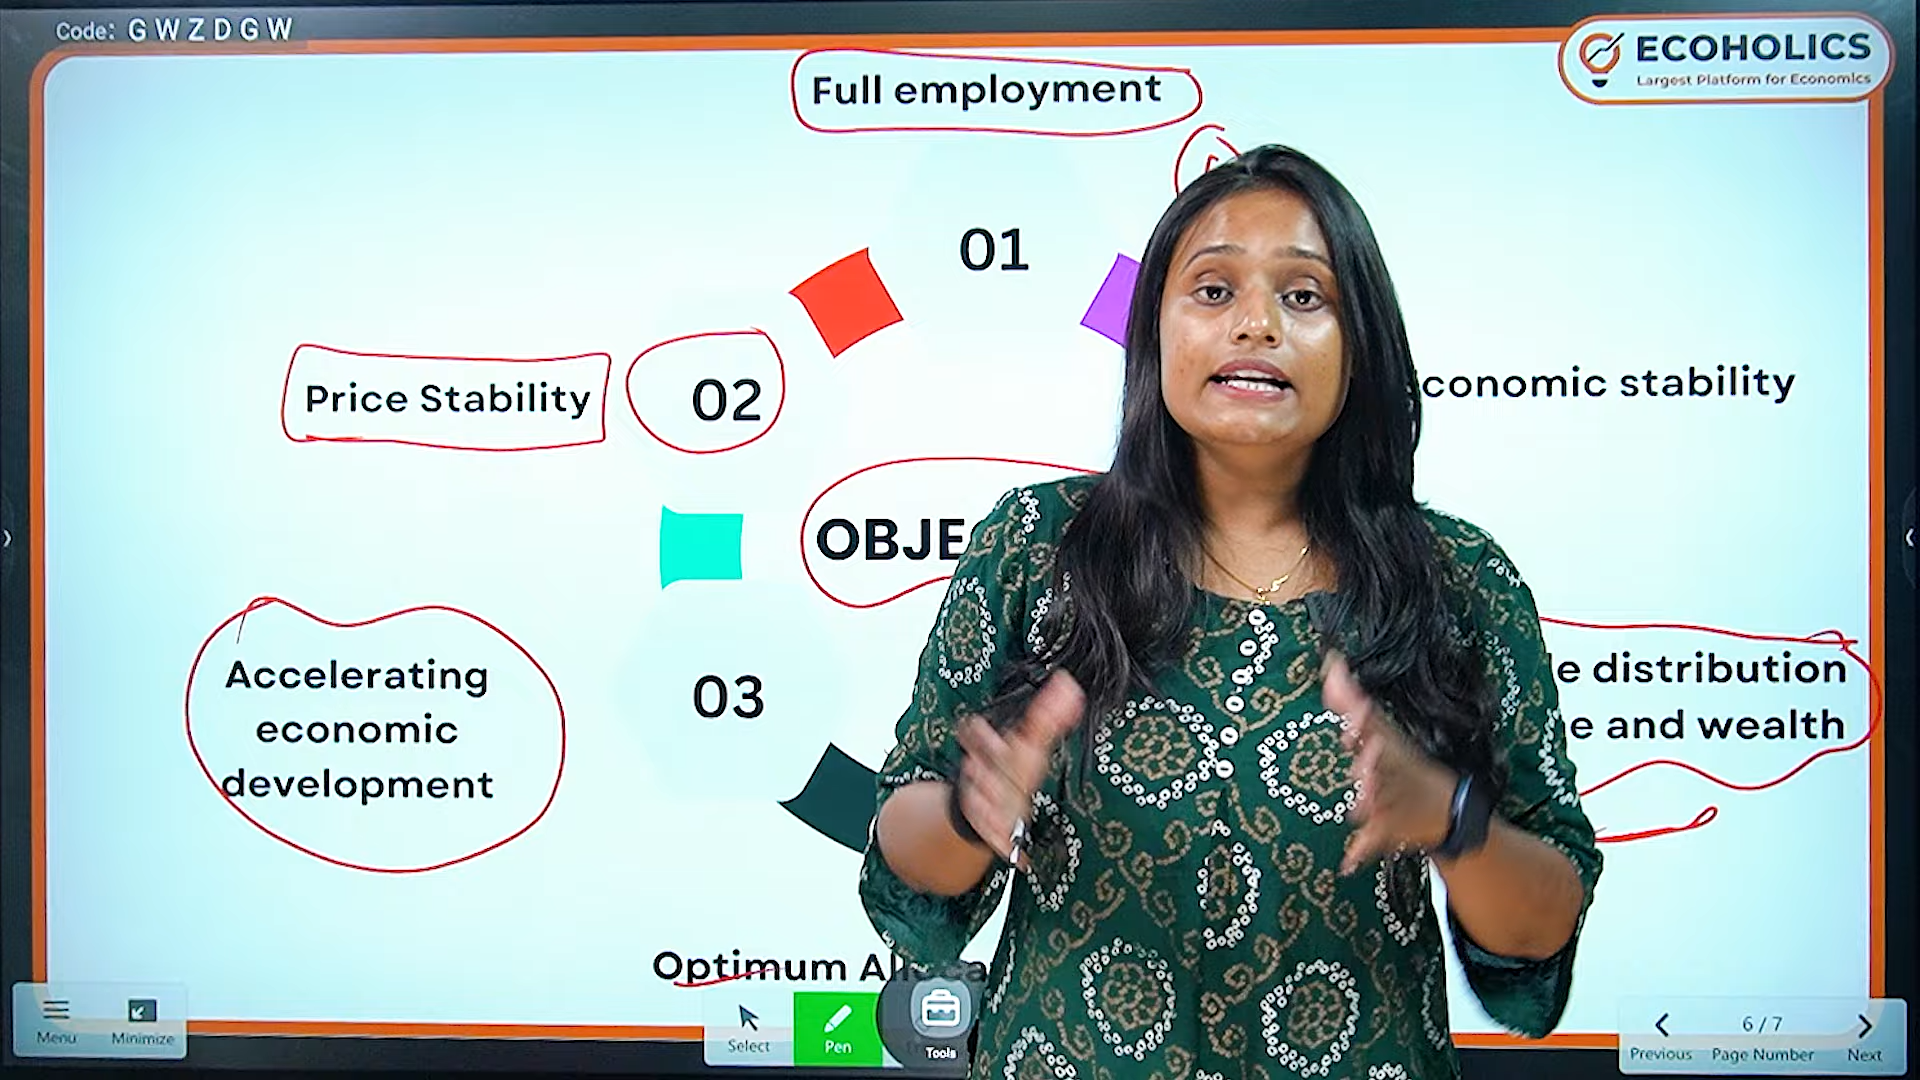 Code: GWZDGW
ECOHOLICS
Largest Platform for Economics
Full employment
01
Price Stability
02
conomic stability
OBJE
Accelerating
economic
development
03
e distribution
e and wealth
Optimum
Menu
Minimize
Select
Pen
Tools
6 / 7
Previous
Page Number
Next